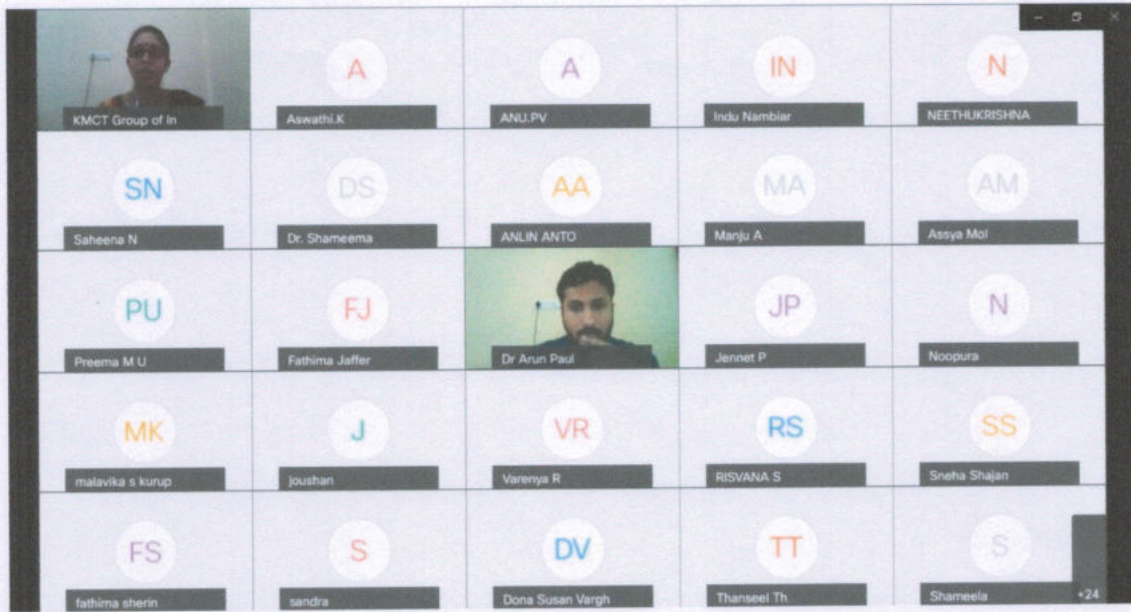 A A IN N
KMCT Group of In Aswathi.K ANU.PV Indu Nambiar NEETHUKRISHNA
SN DS AA MA AM
Saheena N Dr. Shameema ANLIN ANTO Manju A Assya Mol
PU FJ JP N
Preema M U Fathima Jaffer Dr Arun Paul Jennet P Noopura
MK J VR RS SS
malavika s kurup joushan Varenya R RISVANA S Sneha Shajan
FS S DV TT S
fathima sherin sandra Dona Susan Vargh Thanseel Th Shameela +24